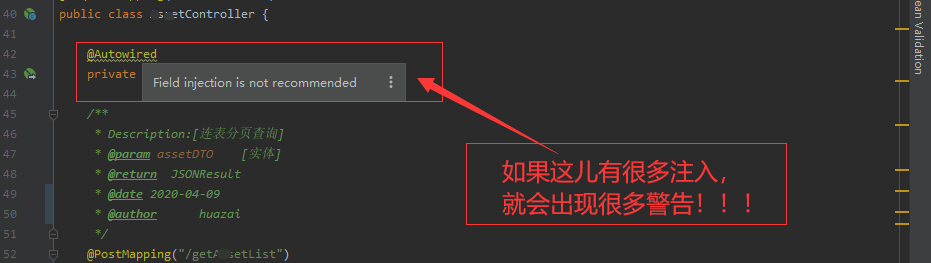 40 public class setController {
41
42 @Autowired
43 private
Field injection is not recommended
44
45 /**
46 * Description:[连表分页查询]
47 * @param assetDTO [实体]
48 * @return JSONResult
49 * @date 2020-04-09
50 * @author huazai
51 */
52 @PostMapping("/getA setList")
如果这儿有很多注入，
就会出现很多警告！！！
ean Validation